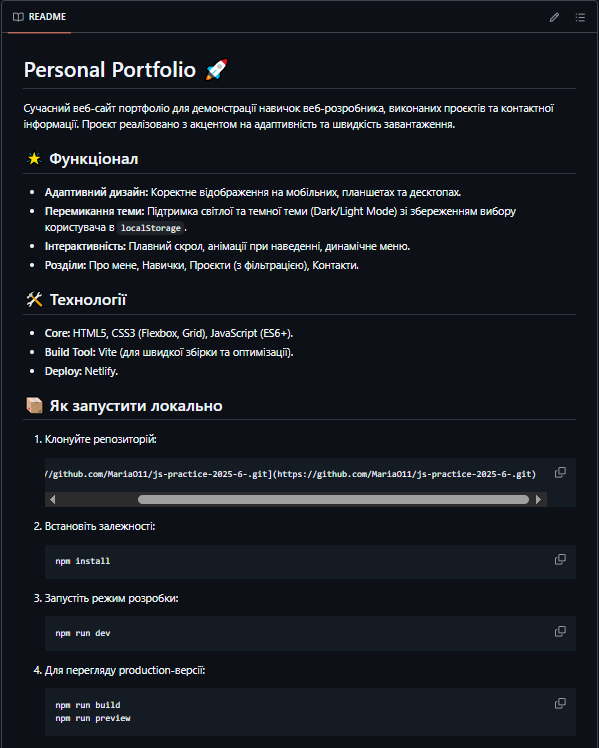 README
Personal Portfolio 🚀
Сучасний веб-сайт портфоліо для демонстрації навичок веб-розробника, виконаних проєктів та контактної
інформації. Проєкт реалізовано з акцентом на адаптивність та швидкість завантаження.
🌟 Функціонал
• Адаптивний дизайн: Коректне відображення на мобільних, планшетах та десктопах.
• Перемикання теми: Підтримка світлої та темної теми (Dark/Light Mode) зі збереженням вибору
користувача в localStorage.
• Інтерактивність: Плавний скрол, анімації при наведенні, динамічне меню.
• Розділи: Про мене, Навички, Проєкти (з фільтрацією), Контакти.
🛠 Технології
• Core: HTML5, CSS3 (Flexbox, Grid), JavaScript (ES6+).
• Build Tool: Vite (для швидкої збірки та оптимізації).
• Deploy: Netlify.
📦 Як запустити локально
1. Клонуйте репозиторій:
//github.com/MariaO11/js-practice-2025-6-.git](https://github.com/MariaO11/js-practice-2025-6-.git)
2. Встановіть залежності:
npm install
3. Запустіть режим розробки:
npm run dev
4. Для перегляду production-версії:
npm run build
npm run preview